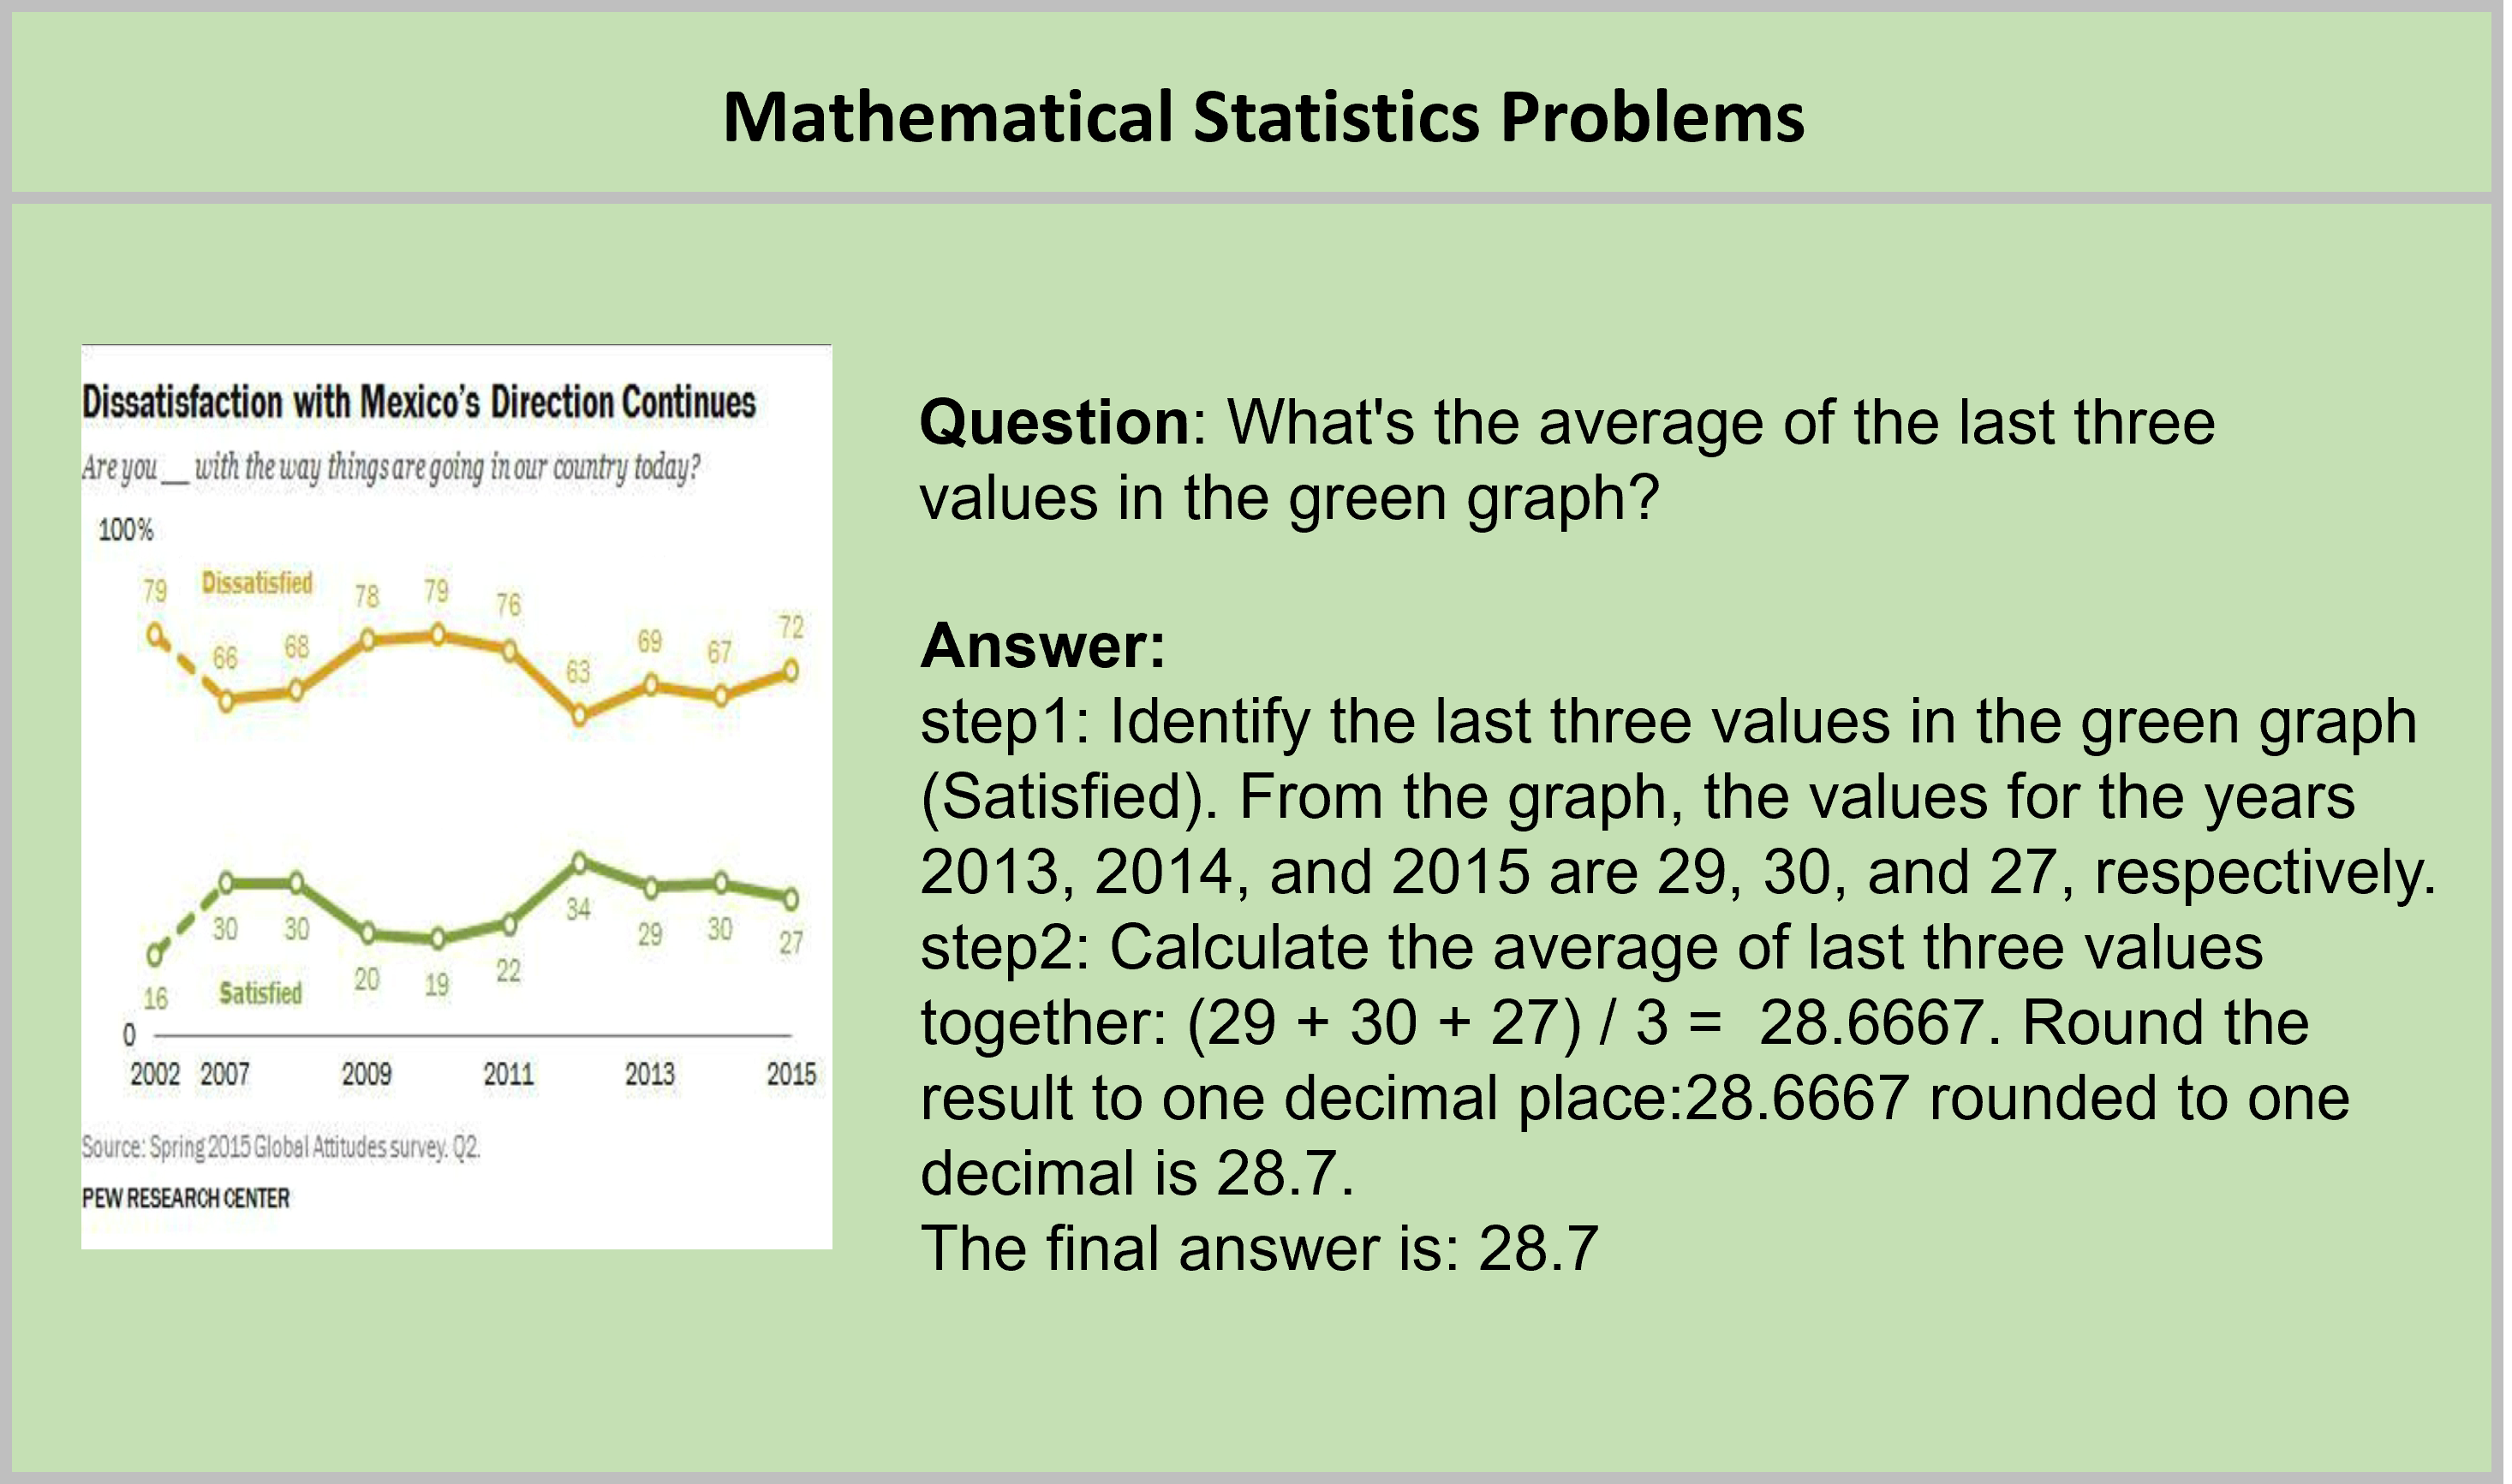 Mathematical Statistics Problems
Dissatisfaction with Mexico's Direction Continues
Are you __ with the way things are going in our country today?
100%
79 Dissatisfied 78 79 76
66 68 63 69 67 72
30 30 34 29 30 27
16 Satisfied 20 19 22
0
2002 2007 2009 2011 2013 2015
Source: Spring 2015 Global Attitudes survey. Q2.
PEW RESEARCH CENTER
Question: What's the average of the last three
values in the green graph?
Answer:
step1: Identify the last three values in the green graph
(Satisfied). From the graph, the values for the years
2013, 2014, and 2015 are 29, 30, and 27, respectively.
step2: Calculate the average of last three values
together: (29 + 30 + 27) / 3 =  28.6667. Round the
result to one decimal place:28.6667 rounded to one
decimal is 28.7.
The final answer is: 28.7